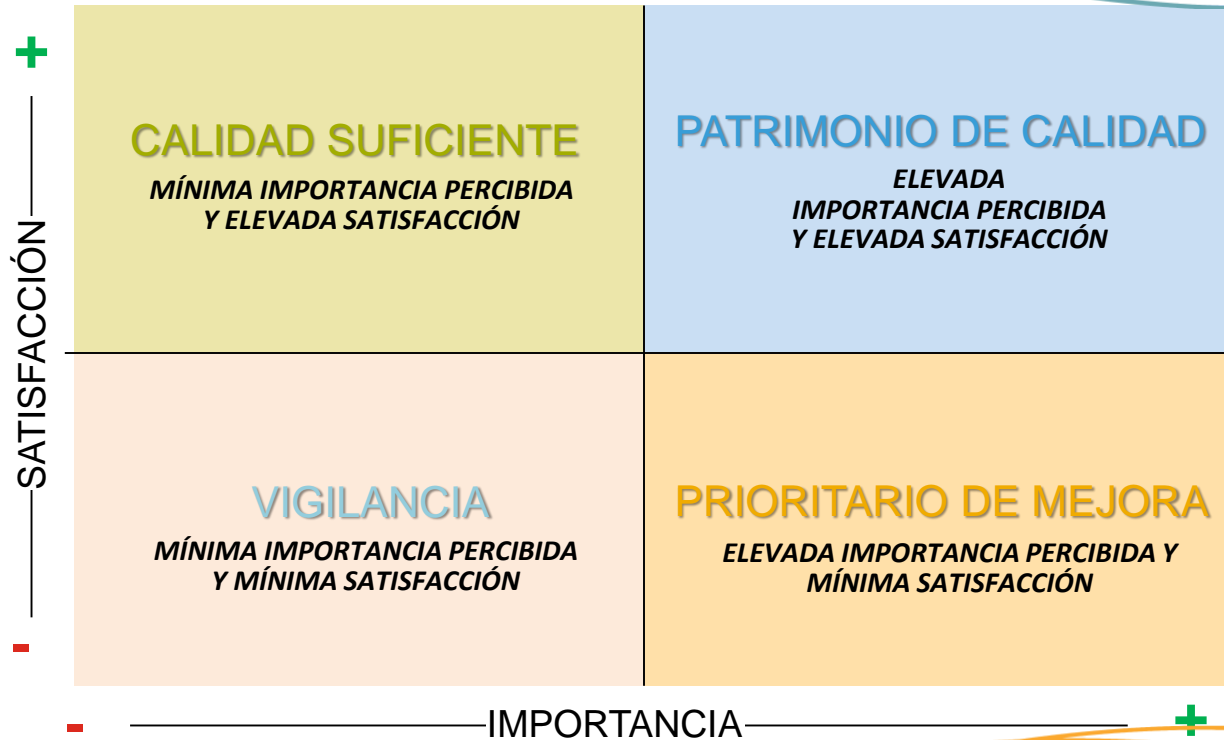 +
SATISFACCIÓN
-
CALIDAD SUFICIENTE
MÍNIMA IMPORTANCIA PERCIBIDA
Y ELEVADA SATISFACCIÓN
PATRIMONIO DE CALIDAD
ELEVADA
IMPORTANCIA PERCIBIDA
Y ELEVADA SATISFACCIÓN
VIGILANCIA
MÍNIMA IMPORTANCIA PERCIBIDA
Y MÍNIMA SATISFACCIÓN
PRIORITARIO DE MEJORA
ELEVADA IMPORTANCIA PERCIBIDA Y
MÍNIMA SATISFACCIÓN
- IMPORTANCIA +